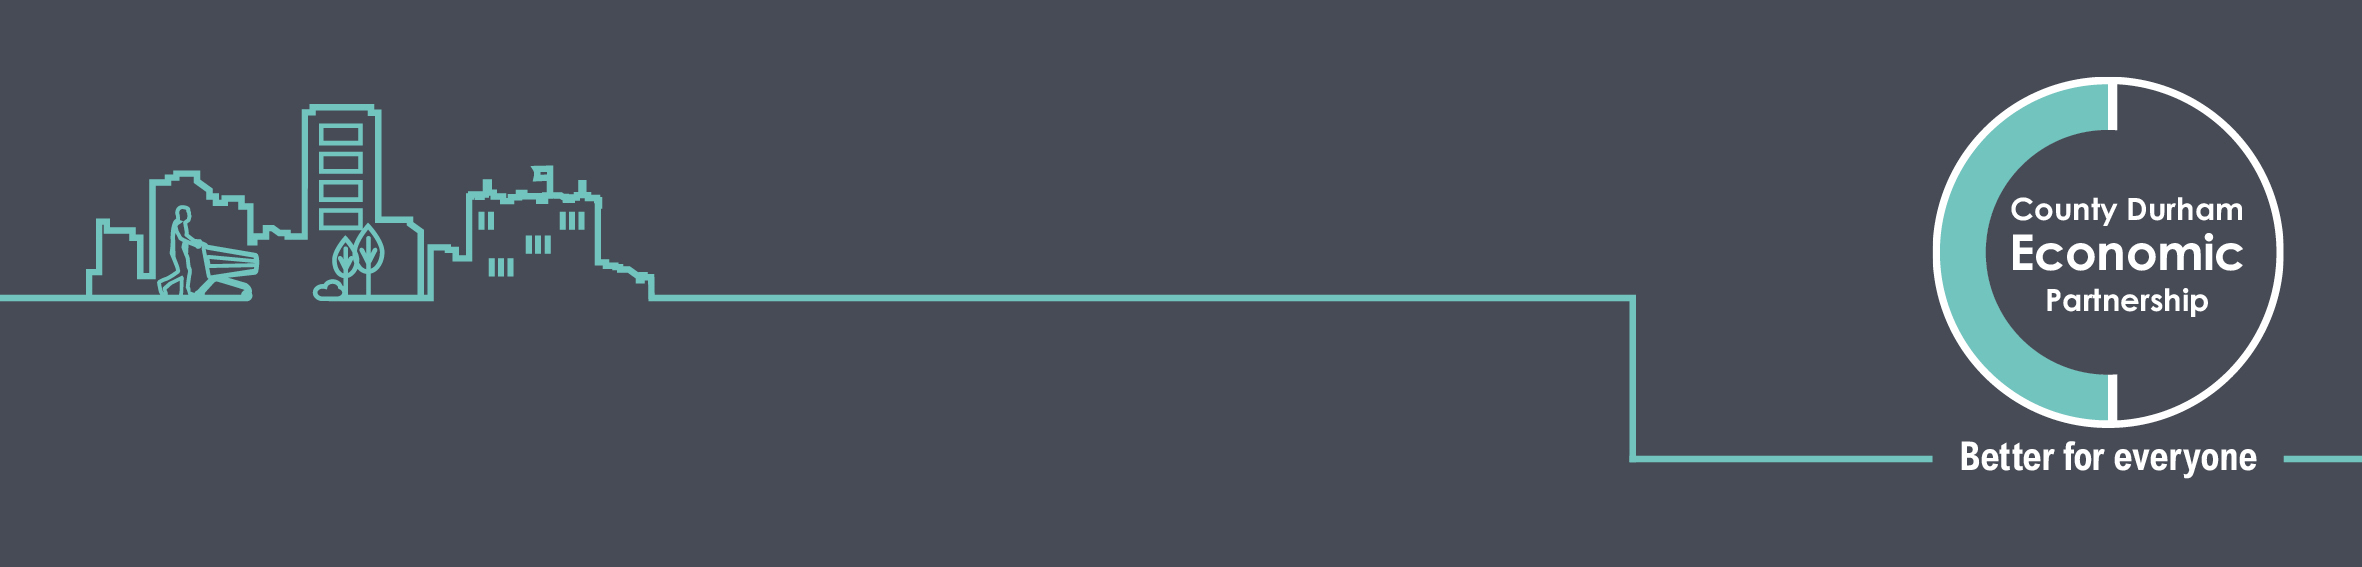 County Durham
Economic
Partnership
Better for everyone